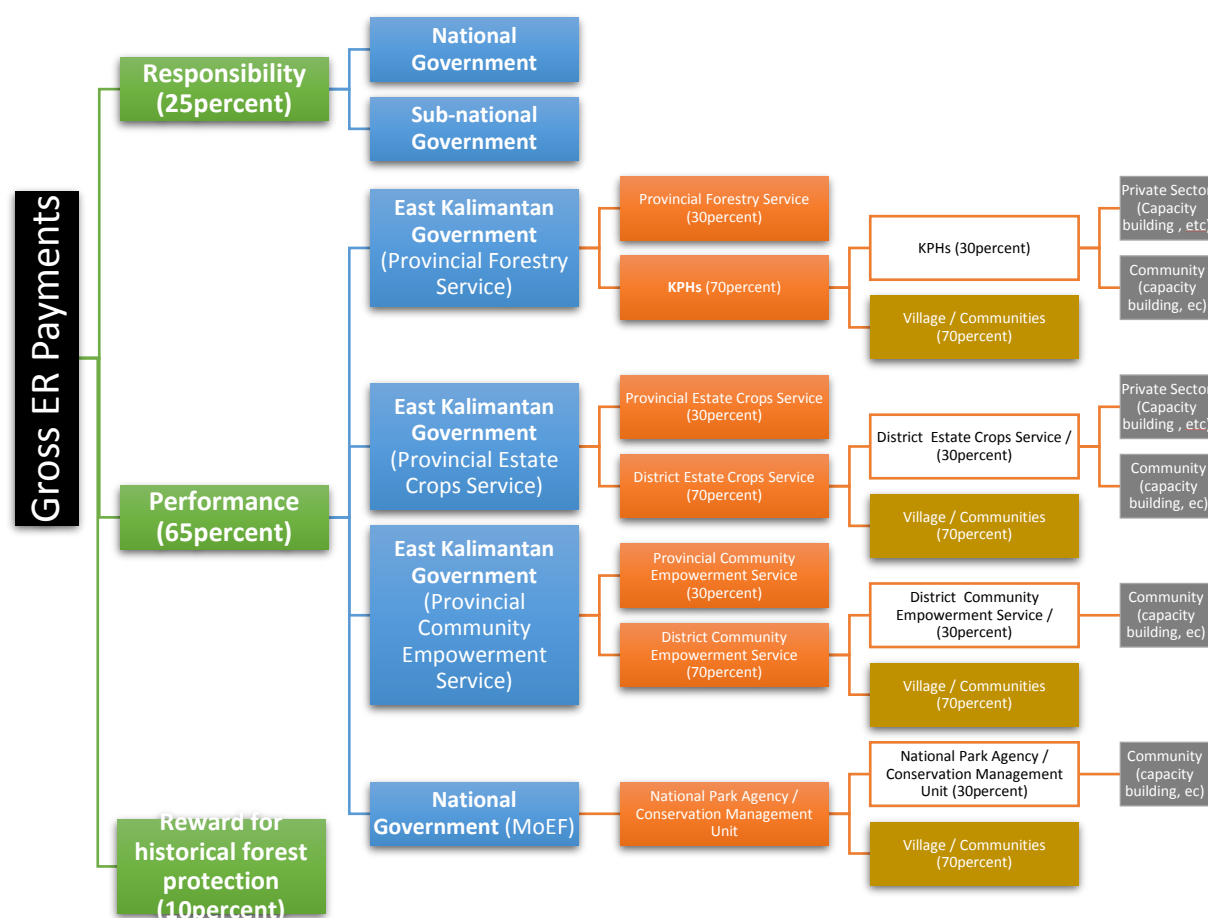 Gross ER Payments
Responsibility
(25percent)
National
Government
Sub-national
Government
Performance
(65percent)
East Kalimantan
Government
(Provincial Forestry
Service)
Provincial Forestry Service
(30percent)
KPHs (70percent)
KPHs (30percent)
Private Sector
(Capacity
building , etc)
Community
(capacity
building, ec)
Village / Communities
(70percent)
East Kalimantan
Government
(Provincial Estate
Crops Service)
Provincial Estate Crops Service
(30percent)
District Estate Crops Service
(70percent)
District  Estate Crops Service /
(30percent)
Private Sector
(Capacity
building , etc)
Community
(capacity
building, ec)
Village / Communities
(70percent)
East Kalimantan
Government
(Provincial
Community
Empowerment
Service)
Provincial Community
Empowerment Service
(30percent)
District Community
Empowerment Service
(70percent)
District  Community
Empowerment Service /
(30percent)
Community
(capacity
building, ec)
Village / Communities
(70percent)
National
Government (MoEF)
National Park Agency /
Conservation Management
Unit
National Park Agency /
Conservation Management
Unit (30percent)
Community
(capacity
building, ec)
Village / Communities
(70percent)
Reward for
historical forest
protection
(10percent)